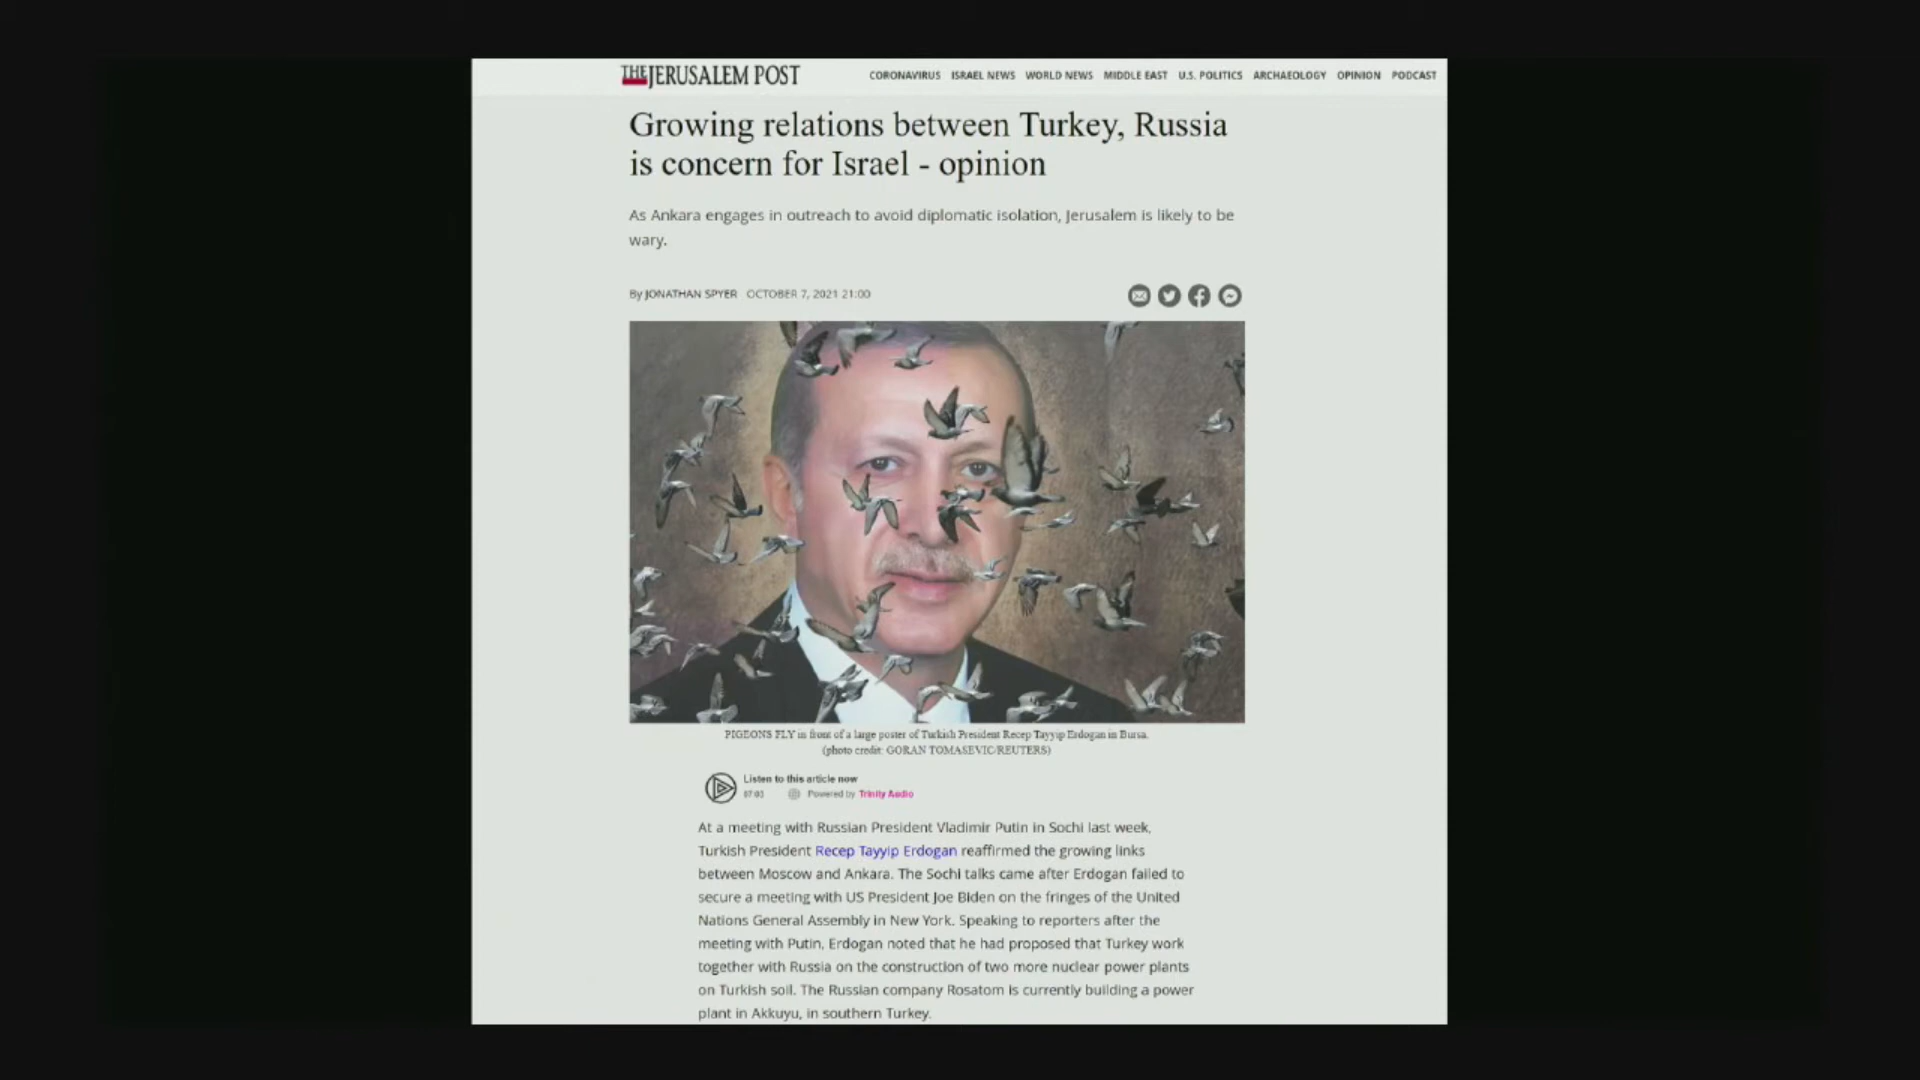 THE JERUSALEM POST
CORONAVIRUS ISRAEL NEWS WORLD NEWS MIDDLE EAST U.S. POLITICS ARCHAEOLOGY OPINION PODCAST
Growing relations between Turkey, Russia
is concern for Israel - opinion
As Ankara engages in outreach to avoid diplomatic isolation, Jerusalem is likely to be
wary.
By JONATHAN SPYER OCTOBER 7, 2021 21:00
PIGEONS FLY in front of a large poster of Turkish President Recep Tayyip Erdogan in Bursa.
(photo credit: GORAN TOMASEVIC/REUTERS)
Listen to this article now
07:03 Powered by Trinity Audio
At a meeting with Russian President Vladimir Putin in Sochi last week,
Turkish President Recep Tayyip Erdogan reaffirmed the growing links
between Moscow and Ankara. The Sochi talks came after Erdogan failed to
secure a meeting with US President Joe Biden on the fringes of the United
Nations General Assembly in New York. Speaking to reporters after the
meeting with Putin, Erdogan noted that he had proposed that Turkey work
together with Russia on the construction of two more nuclear power plants
on Turkish soil. The Russian company Rosatom is currently building a power
plant in Akkuyu, in southern Turkey.